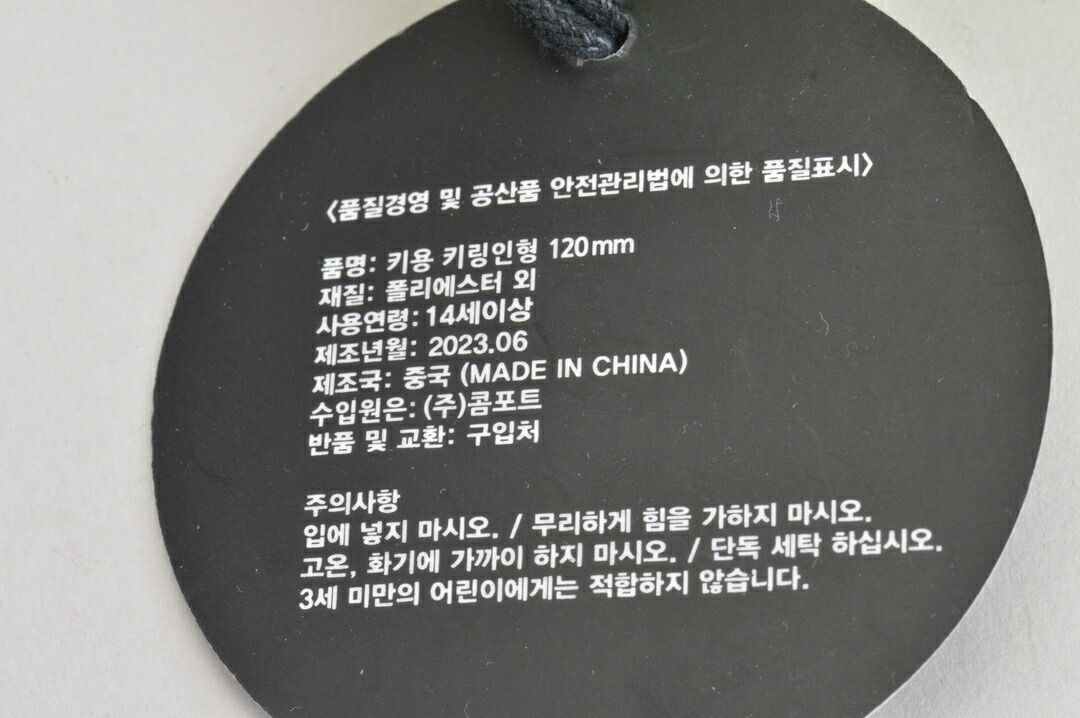 〈품질경영 및 공산품 안전관리법에 의한 품질표시〉
품명: 키용 키링인형 120mm
재질: 폴리에스터 외
사용연령: 14세이상
제조년월: 2023.06
제조국: 중국 (MADE IN CHINA)
수입원은: (주)콤포트
반품 및 교환: 구입처
주의사항
입에 넣지 마시오. / 무리하게 힘을 가하지 마시오.
고온, 화기에 가까이 하지 마시오. / 단독 세탁 하십시오.
3세 미만의 어린이에게는 적합하지 않습니다.